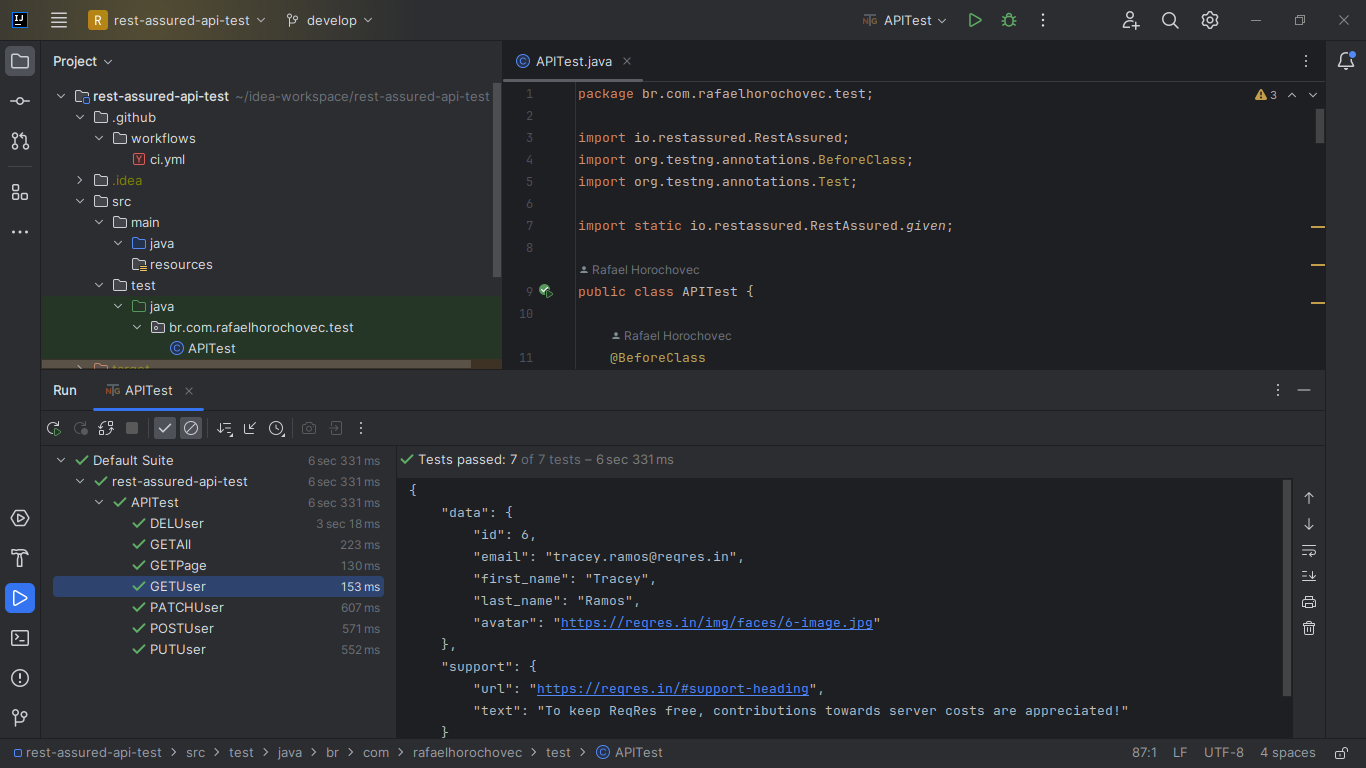 R rest-assured-api-test develop APITest
Project
rest-assured-api-test ~/idea-workspace/rest-assured-api-test
.github
workflows
Y ci.yml
.idea
src
main
java
resources
test
java
br.com.rafaelhorochovec.test
C APITest
target
C APITest.java
3
1 package br.com.rafaelhorochovec.test;
2
3 import io.restassured.RestAssured;
4 import org.testng.annotations.BeforeClass;
5 import org.testng.annotations.Test;
6
7 import static io.restassured.RestAssured.given;
8
Rafael Horochovec
9 public class APITest {
10
Rafael Horochovec
11 @BeforeClass
Run APITest
Default Suite 6 sec 331 ms
rest-assured-api-test 6 sec 331 ms
APITest 6 sec 331 ms
DELUser 3 sec 18 ms
GETAll 223 ms
GETPage 130 ms
GETUser 153 ms
PATCHUser 607 ms
POSTUser 571 ms
PUTUser 552 ms
Tests passed: 7 of 7 tests – 6 sec 331 ms
{
"data": {
"id": 6,
"email": "tracey.ramos@reqres.in",
"first_name": "Tracey",
"last_name": "Ramos",
"avatar": "https://reqres.in/img/faces/6-image.jpg"
},
"support": {
"url": "https://reqres.in/#support-heading",
"text": "To keep ReqRes free, contributions towards server costs are appreciated!"
}
rest-assured-api-test > src > test > java > br > com > rafaelhorochovec > test > C APITest 87:1 LF UTF-8 4 spaces